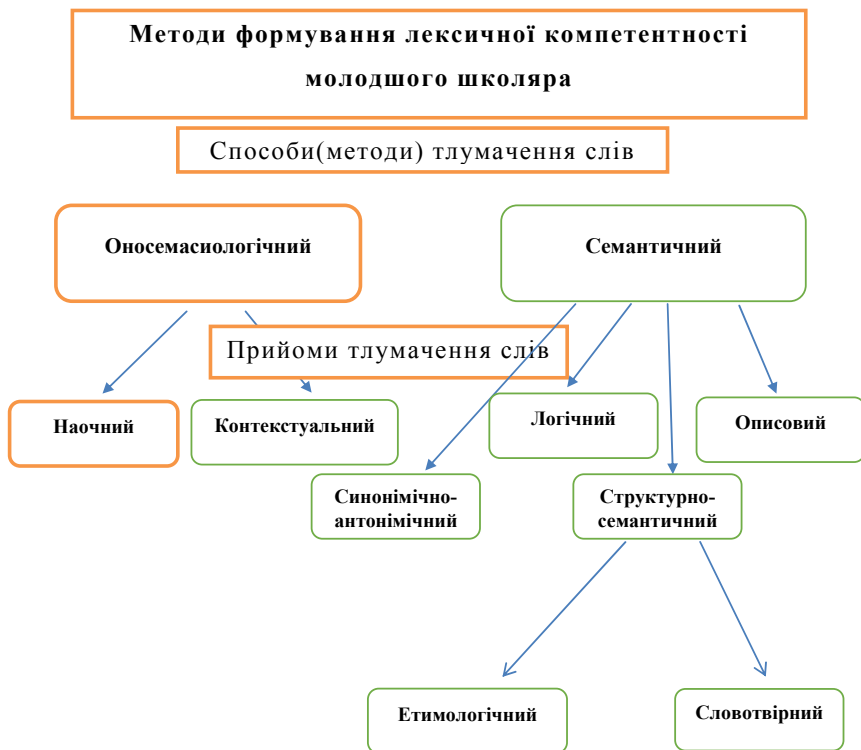 Методи формування лексичної компетентності
молодшого школяра
Способи(методи) тлумачення слів
Оносемасиологічний
Семантичний
Прийоми тлумачення слів
Наочний
Контекстуальний
Логічний
Описовий
Синонімічно-
антонімічний
Структурно-
семантичний
Етимологічний
Словотвірний